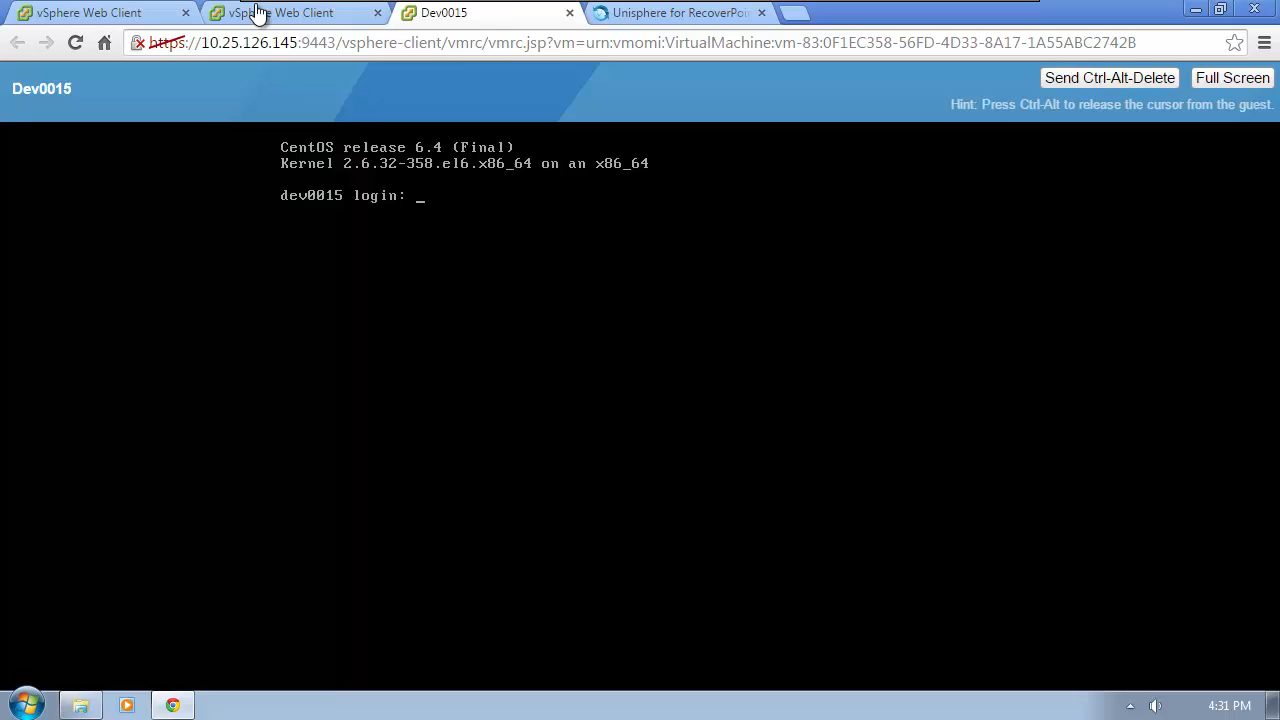 vSphere Web Client
vSphere Web Client
Dev0015
Unisphere for RecoverPoi
https://10.25.126.145:9443/vsphere-client/vmrc/vmrc.jsp?vm=urn:vmomi:VirtualMachine:vm-83:0F1EC358-56FD-4D33-8A17-1A55ABC2742B
Dev0015
Send Ctrl-Alt-Delete
Full Screen
Hint: Press Ctrl-Alt to release the cursor from the guest.
CentOS release 6.4 (Final)
Kernel 2.6.32-358.el6.x86_64 on an x86_64
dev0015 login: _
4:31 PM